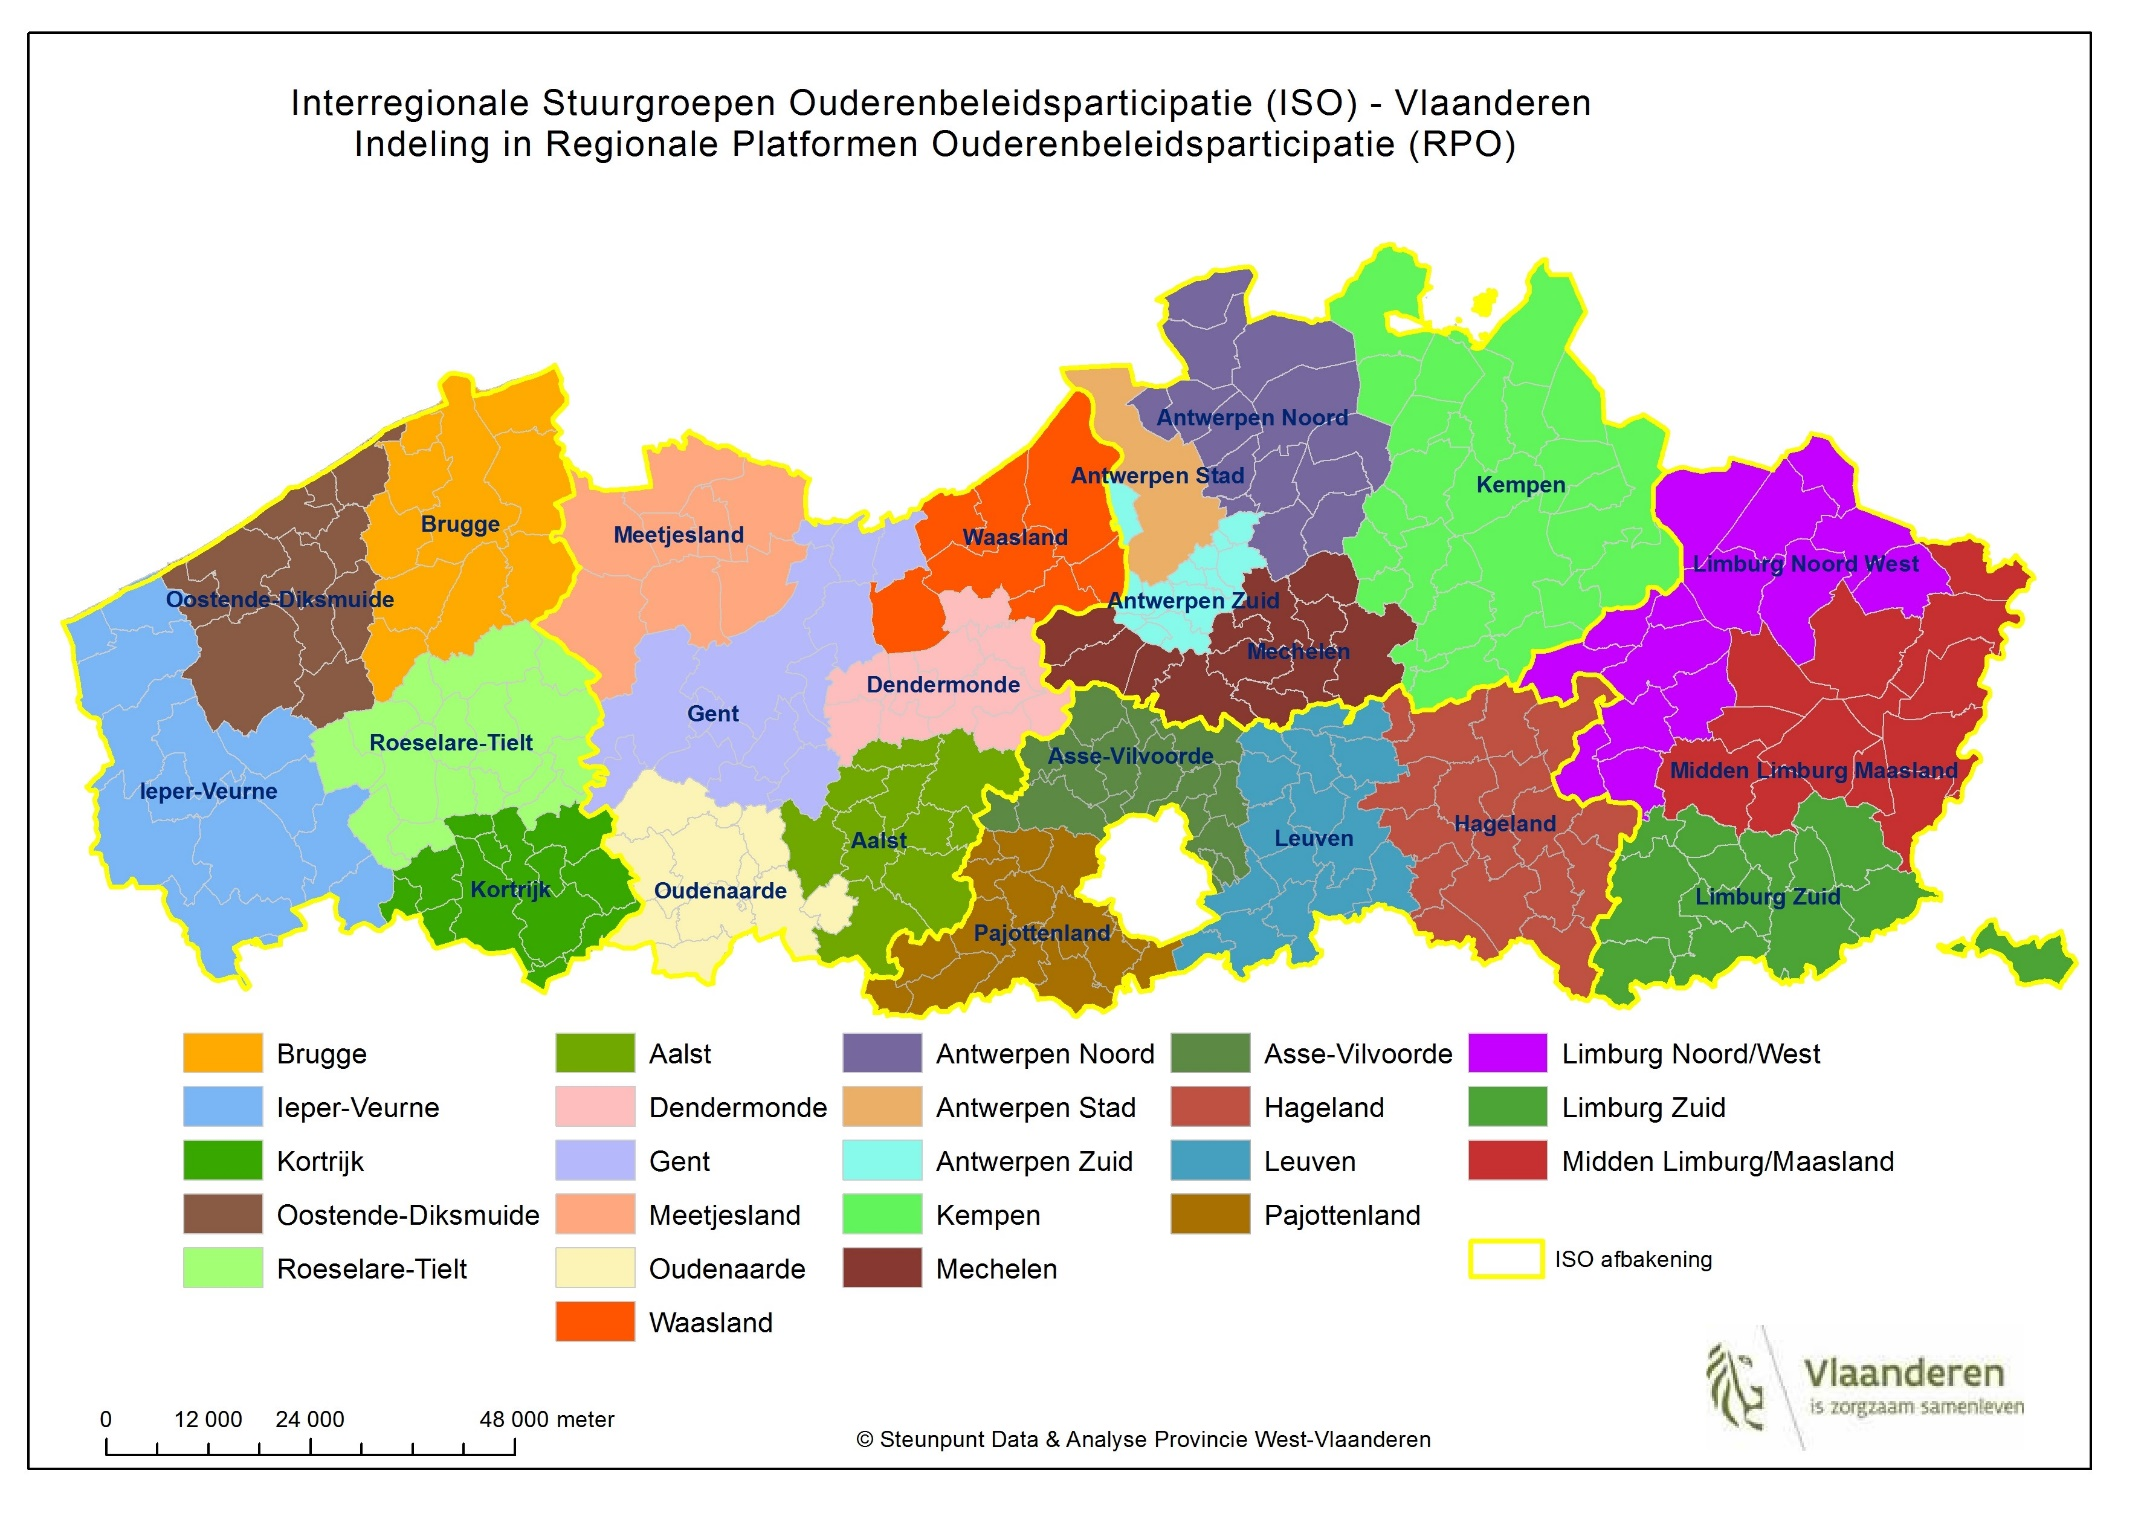 Interregionale Stuurgroepen Ouderenbeleidsparticipatie (ISO) - Vlaanderen
Indeling in Regionale Platformen Ouderenbeleidsparticipatie (RPO)
Antwerpen Noord
Antwerpen Stad
Kempen
Brugge
Meetjesland
Waasland
Limburg Noord West
Oostende-Diksmuide
Antwerpen Zuid
Mechelen
Dendermonde
Gent
Roeselare-Tielt
Asse-Vilvoorde
Midden Limburg Maasland
Ieper-Veurne
Hageland
Leuven
Aalst
Kortrijk
Oudenaarde
Limburg Zuid
Pajottenland
Brugge
Ieper-Veurne
Kortrijk
Oostende-Diksmuide
Roeselare-Tielt
Aalst
Dendermonde
Gent
Meetjesland
Oudenaarde
Waasland
Antwerpen Noord
Antwerpen Stad
Antwerpen Zuid
Kempen
Mechelen
Asse-Vilvoorde
Hageland
Leuven
Pajottenland
Limburg Noord/West
Limburg Zuid
Midden Limburg/Maasland
ISO afbakening
Vlaanderen
is zorgzaam samenleven
0 12 000 24 000 48 000 meter
© Steunpunt Data & Analyse Provincie West-Vlaanderen